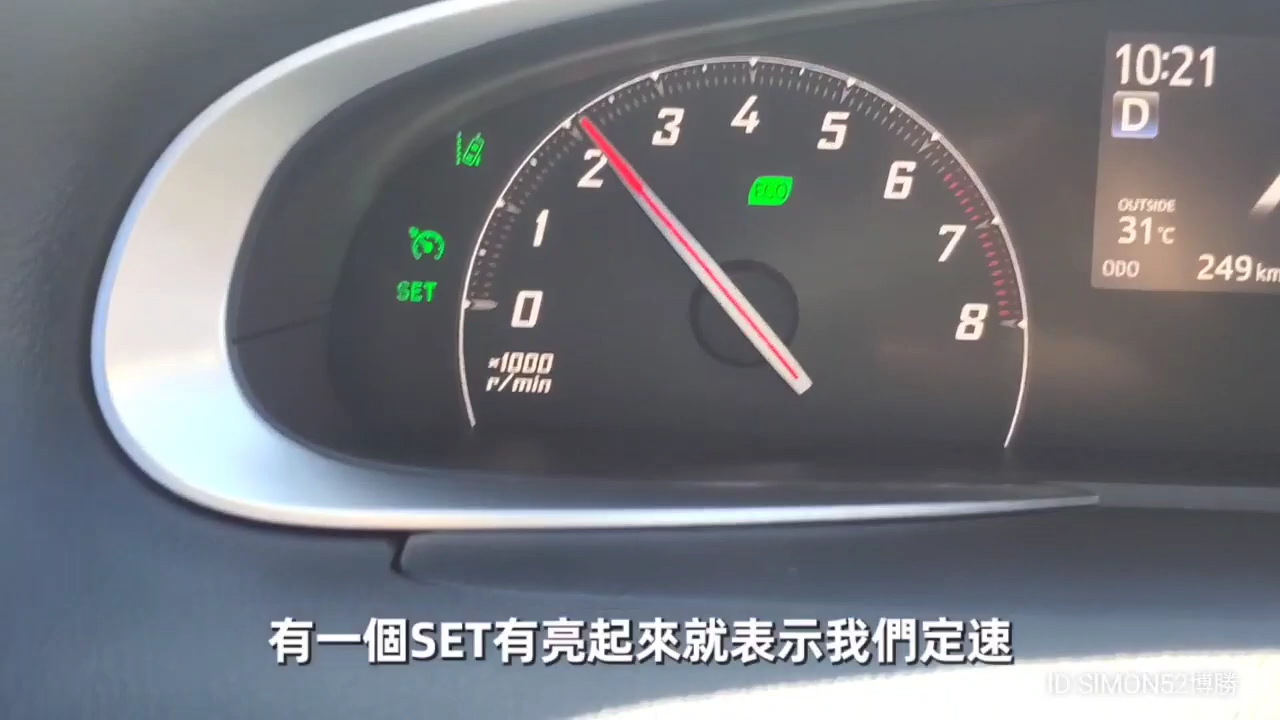 10:21
D
3 4 5
2 6
ECO
1 7
OUTSIDE
31℃
SET
ODO 249 km
0 8
×1000
r/min
有一個SET有亮起來就表示我們定速
ID:SIMON52博勝